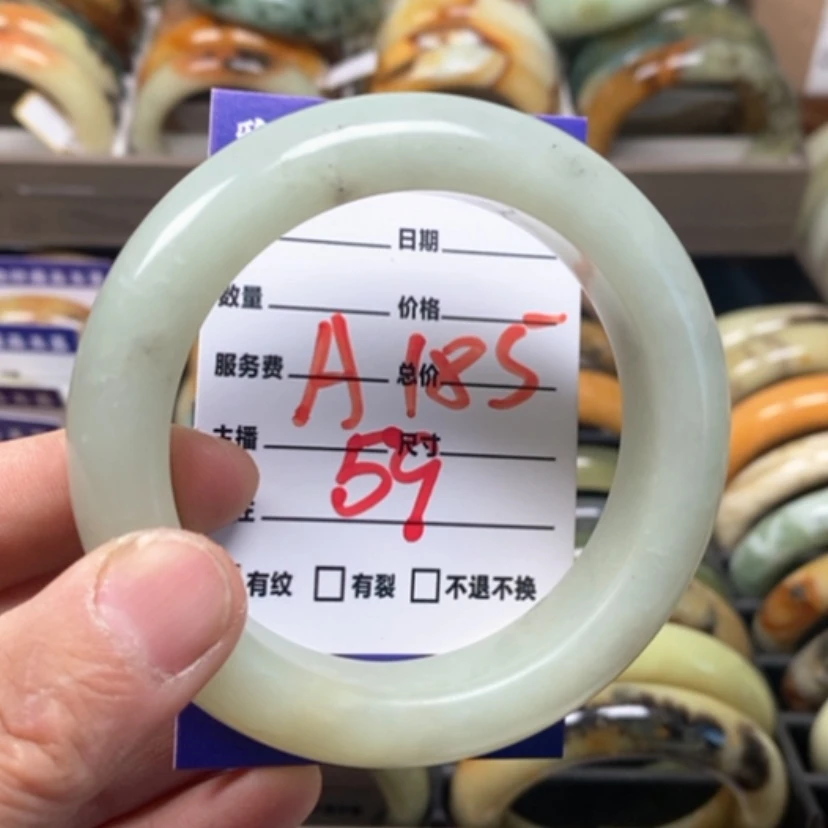 日期
数量 价格
服务费 总价
A 185
主播 尺寸
59
有纹 □有裂 □不退不换